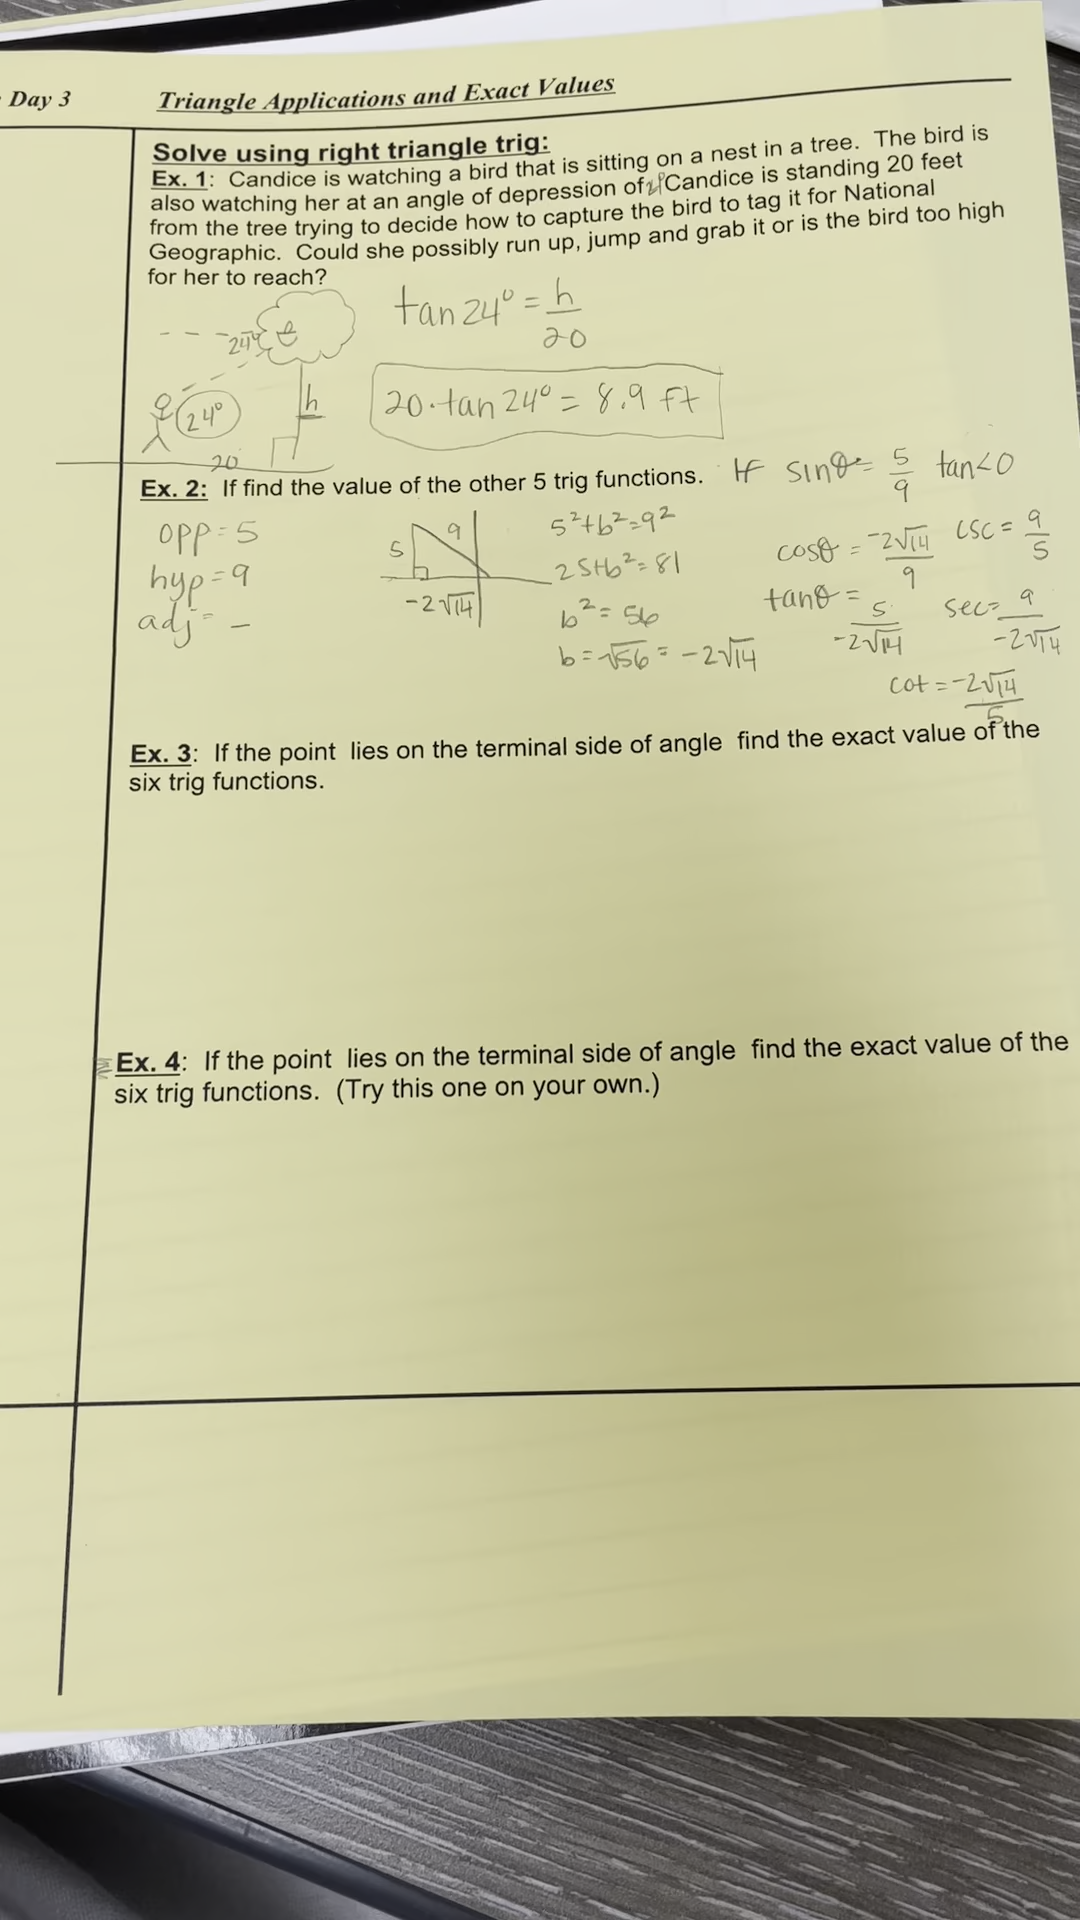 Day 3
Triangle Applications and Exact Values
Solve using right triangle trig:
Ex. 1: Candice is watching a bird that is sitting on a nest in a tree. The bird is
also watching her at an angle of depression of Candice is standing 20 feet
from the tree trying to decide how to capture the bird to tag it for National
Geographic. Could she possibly run up, jump and grab it or is the bird too high
for her to reach?
tan 24° = h/20
24°
24°
h
20
20·tan 24° = 8.9 ft
Ex. 2: If find the value of the other 5 trig functions. If sinθ = 5/9 tan<0
opp = 5
hyp = 9
adj = –
5
9
-2√14
5²+b²=9²
25+b²=81
b²=56
b=√56 = -2√14
cosθ = -2√14/9
csc = 9/5
tanθ = 5/-2√14
sec = 9/-2√14
cot = -2√14/5
Ex. 3: If the point lies on the terminal side of angle find the exact value of the
six trig functions.
Ex. 4: If the point lies on the terminal side of angle find the exact value of the
six trig functions. (Try this one on your own.)